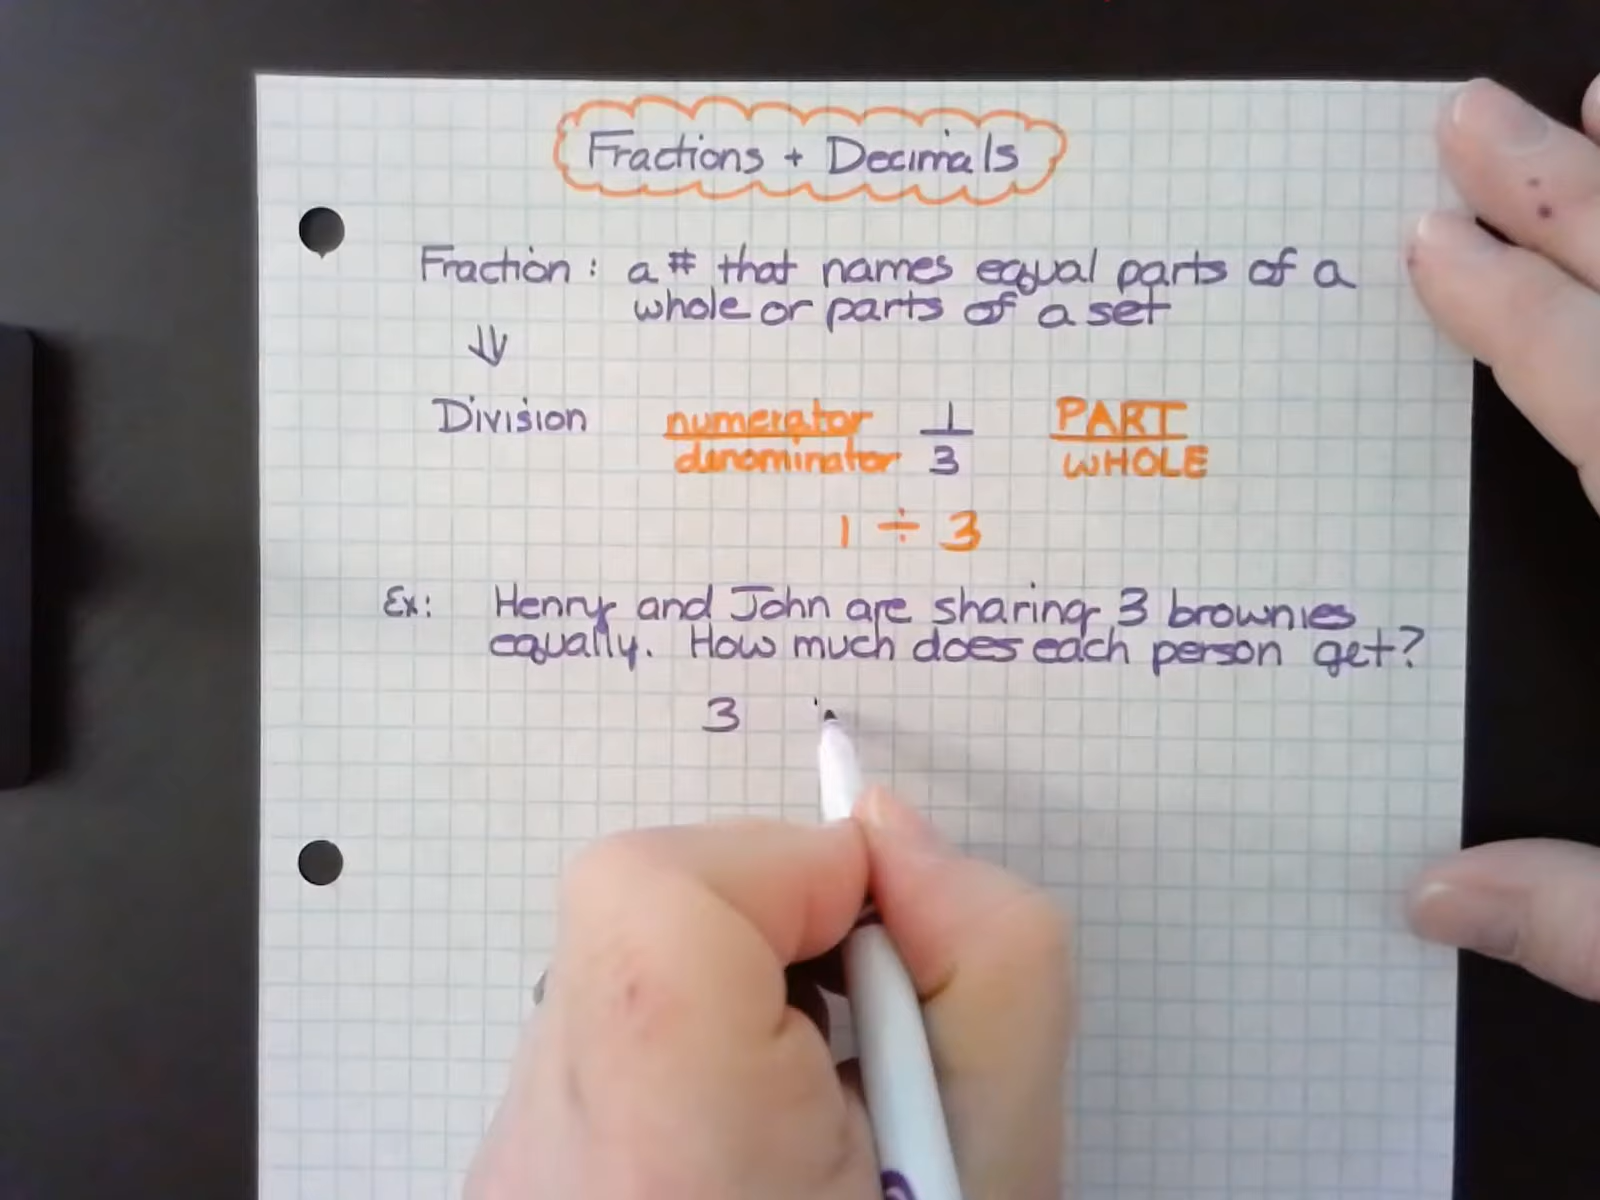 Fractions + Decimals
Fraction : a # that names equal parts of a
whole or parts of a set
⇓
Division numerator/denominator 1/3 PART/WHOLE
1 ÷ 3
Ex: Henry and John are sharing 3 brownies
equally. How much does each person get?
3